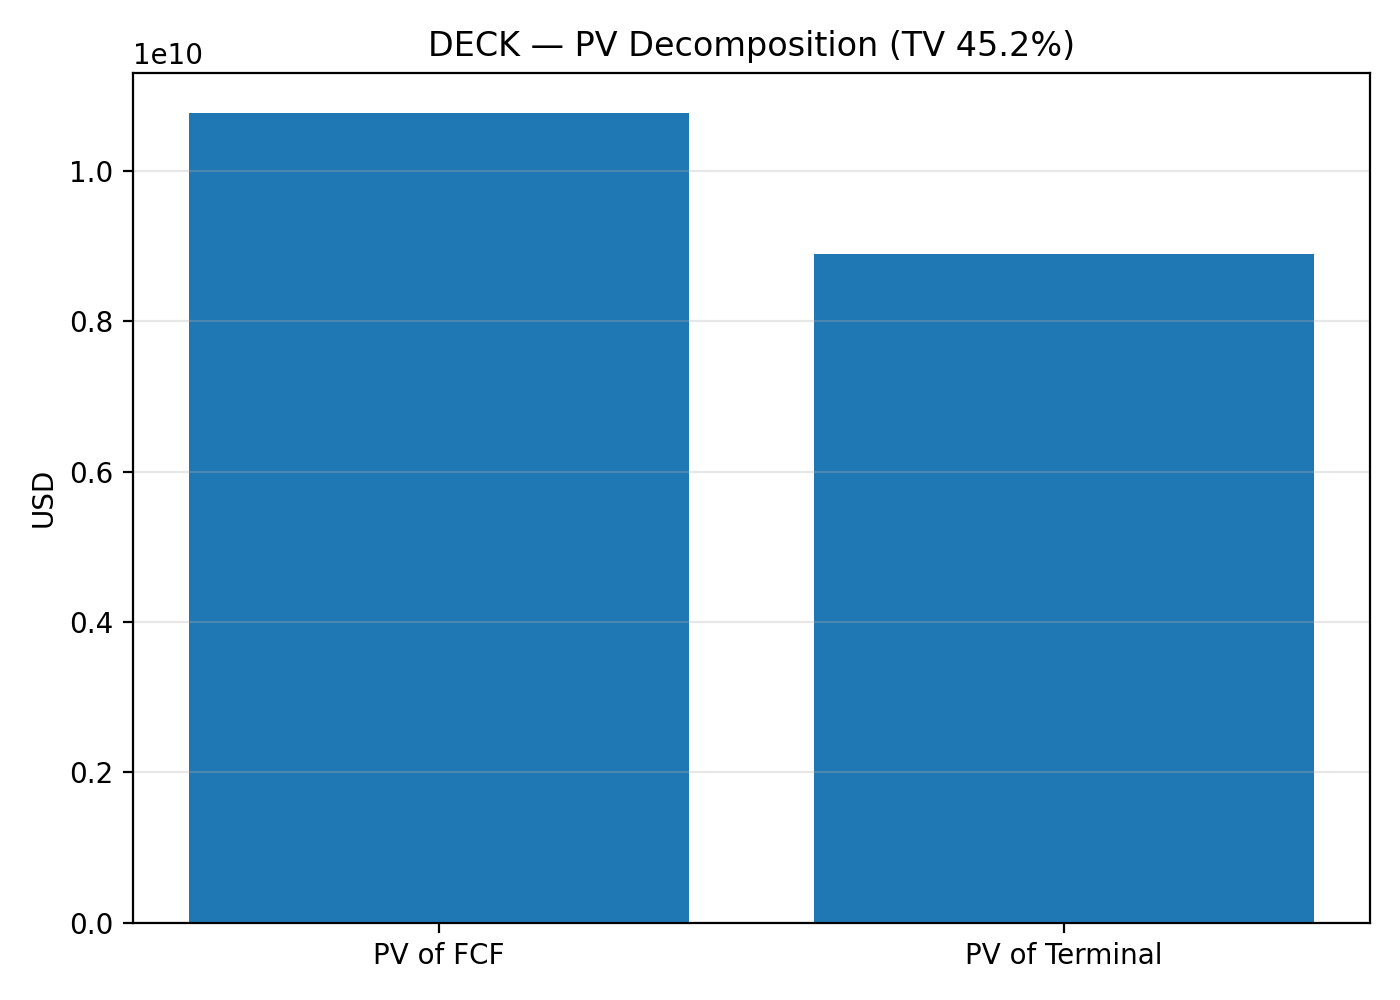 DECK — PV Decomposition (TV 45.2%)
1e10
1.0
0.8
0.6
0.4
0.2
0.0
USD
PV of FCF
PV of Terminal